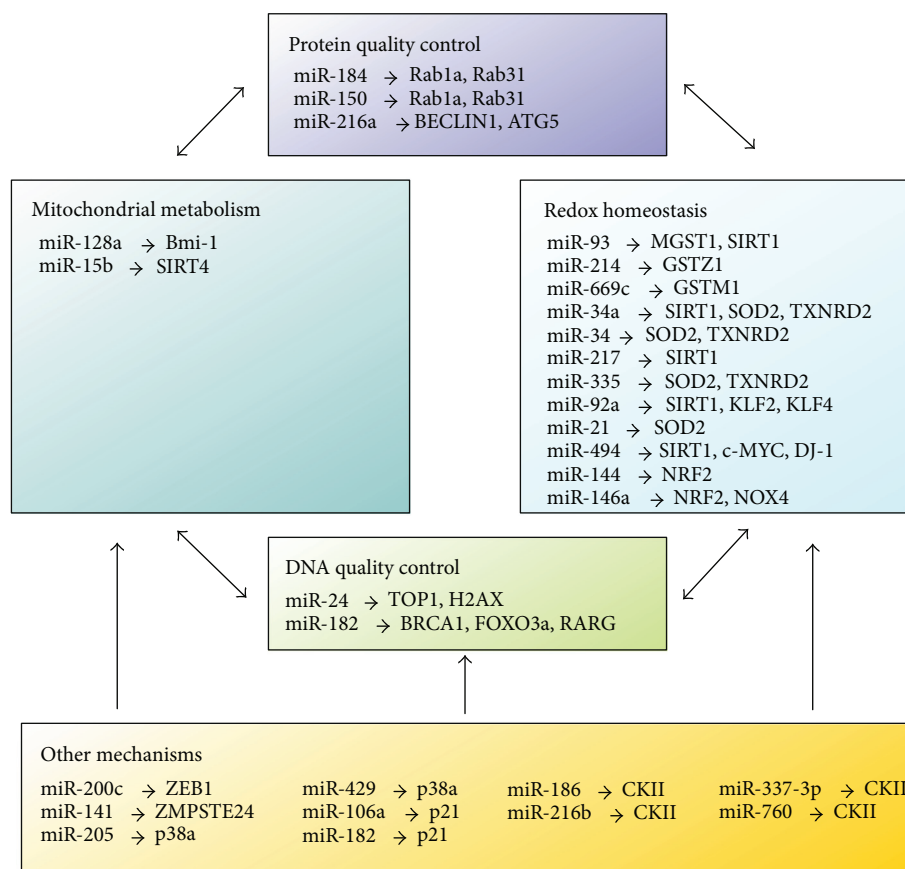 Protein quality control
miR-184 → Rab1a, Rab31
miR-150 → Rab1a, Rab31
miR-216a → BECLIN1, ATG5
Mitochondrial metabolism
miR-128a → Bmi-1
miR-15b → SIRT4
Redox homeostasis
miR-93 → MGST1, SIRT1
miR-214 → GSTZ1
miR-669c → GSTM1
miR-34a → SIRT1, SOD2, TXNRD2
miR-34 → SOD2, TXNRD2
miR-217 → SIRT1
miR-335 → SOD2, TXNRD2
miR-92a → SIRT1, KLF2, KLF4
miR-21 → SOD2
miR-494 → SIRT1, c-MYC, DJ-1
miR-144 → NRF2
miR-146a → NRF2, NOX4
DNA quality control
miR-24 → TOP1, H2AX
miR-182 → BRCA1, FOXO3a, RARG
Other mechanisms
miR-200c → ZEB1 miR-429 → p38a miR-186 → CKII miR-337-3p → CKII
miR-141 → ZMPSTE24 miR-106a → p21 miR-216b → CKII miR-760 → CKII
miR-205 → p38a miR-182 → p21